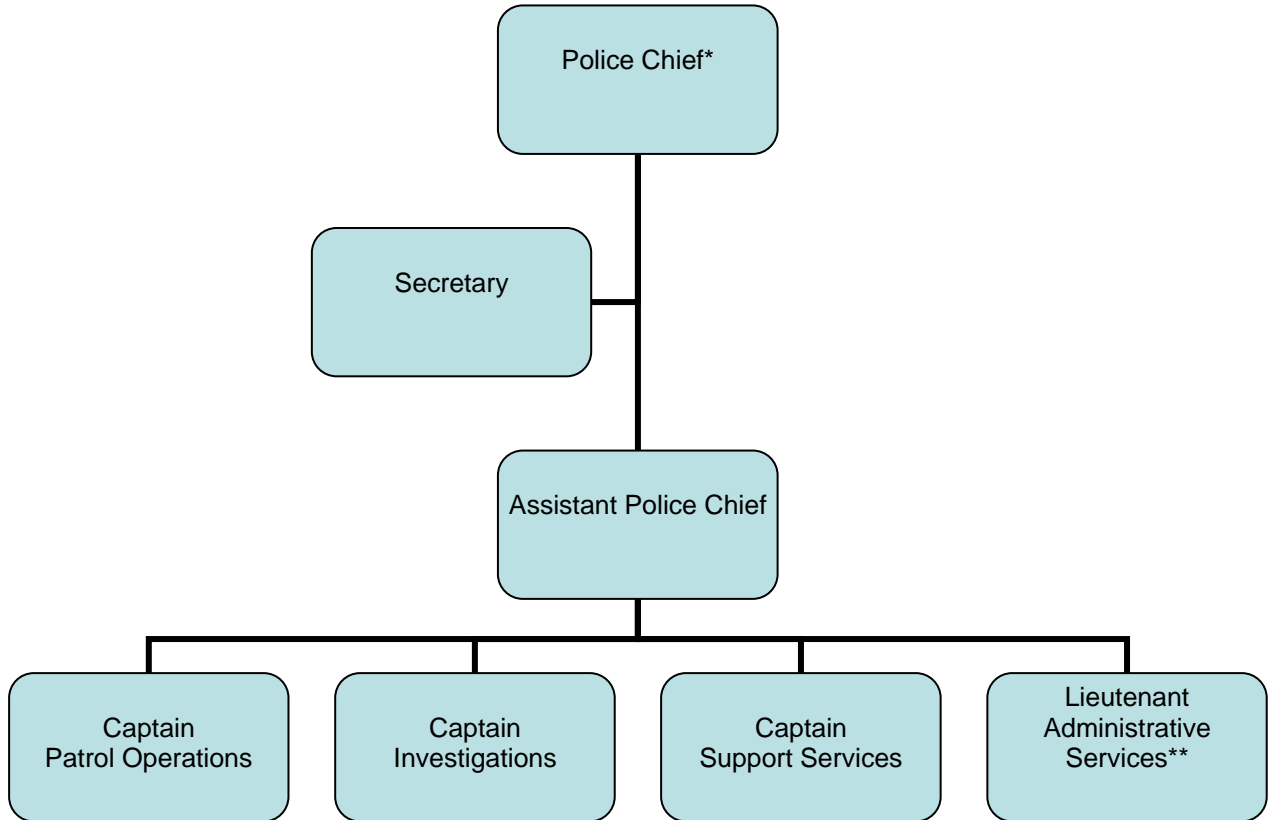 Police Chief*
Secretary
Assistant Police Chief
Captain
Patrol Operations
Captain
Investigations
Captain
Support Services
Lieutenant
Administrative
Services**